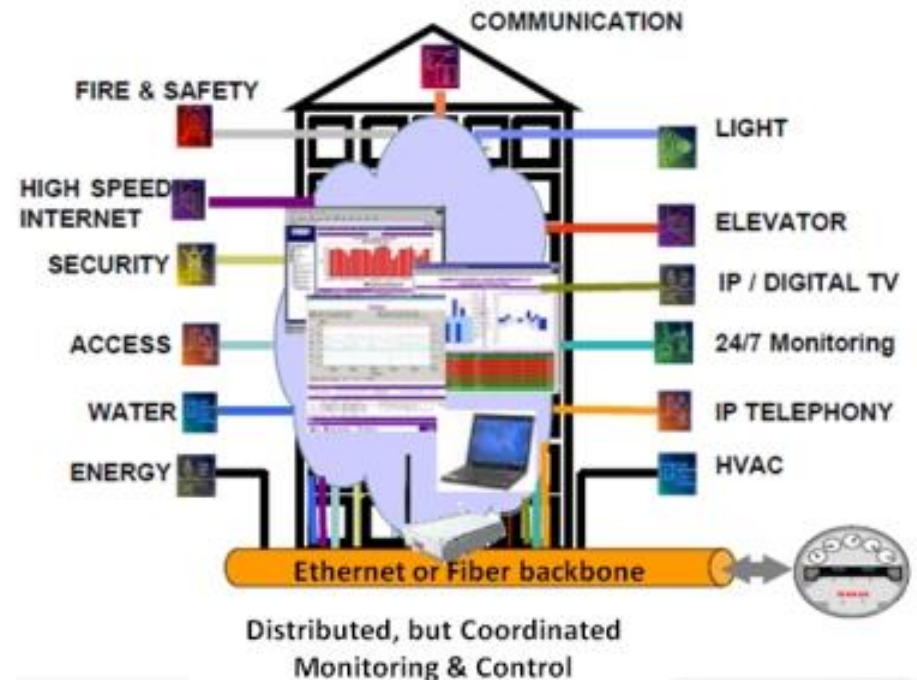 COMMUNICATION
FIRE & SAFETY
LIGHT
HIGH SPEED
INTERNET
ELEVATOR
SECURITY
IP / DIGITAL TV
ACCESS
24/7 Monitoring
WATER
IP TELEPHONY
ENERGY
HVAC
Ethernet or Fiber backbone
Distributed, but Coordinated
Monitoring & Control